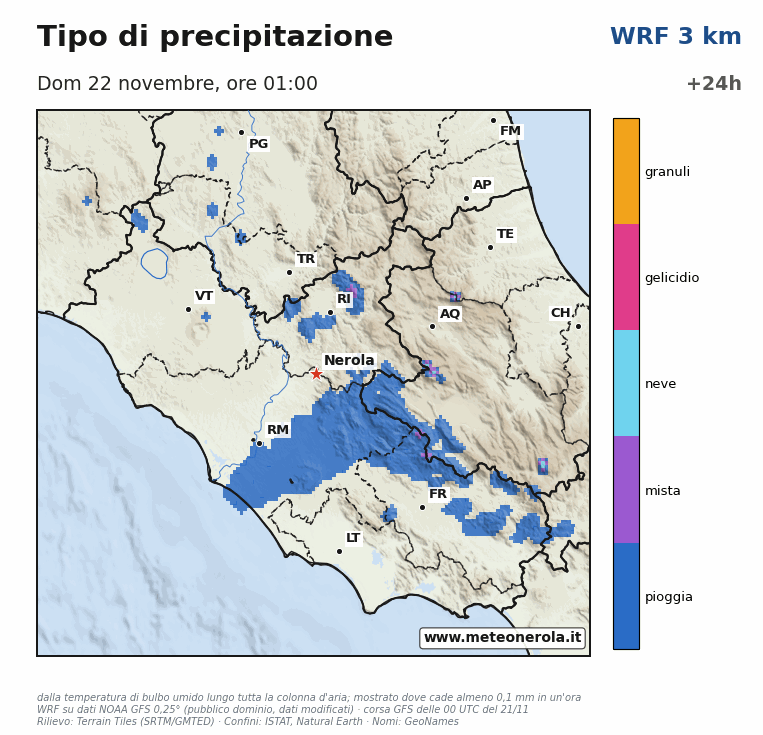 Tipo di precipitazione
WRF 3 km
Dom 22 novembre, ore 01:00
+24h
FM
PG
AP
TE
TR
VT
RI
AQ
CH
Nerola
RM
FR
LT
www.meteonerola.it
granuli
gelicidio
neve
mista
pioggia
dalla temperatura di bulbo umido lungo tutta la colonna d'aria; mostrato dove cade almeno 0,1 mm in un'ora
WRF su dati NOAA GFS 0,25° (pubblico dominio, dati modificati) · corsa GFS delle 00 UTC del 21/11
Rilievo: Terrain Tiles (SRTM/GMTED) · Confini: ISTAT, Natural Earth · Nomi: GeoNames